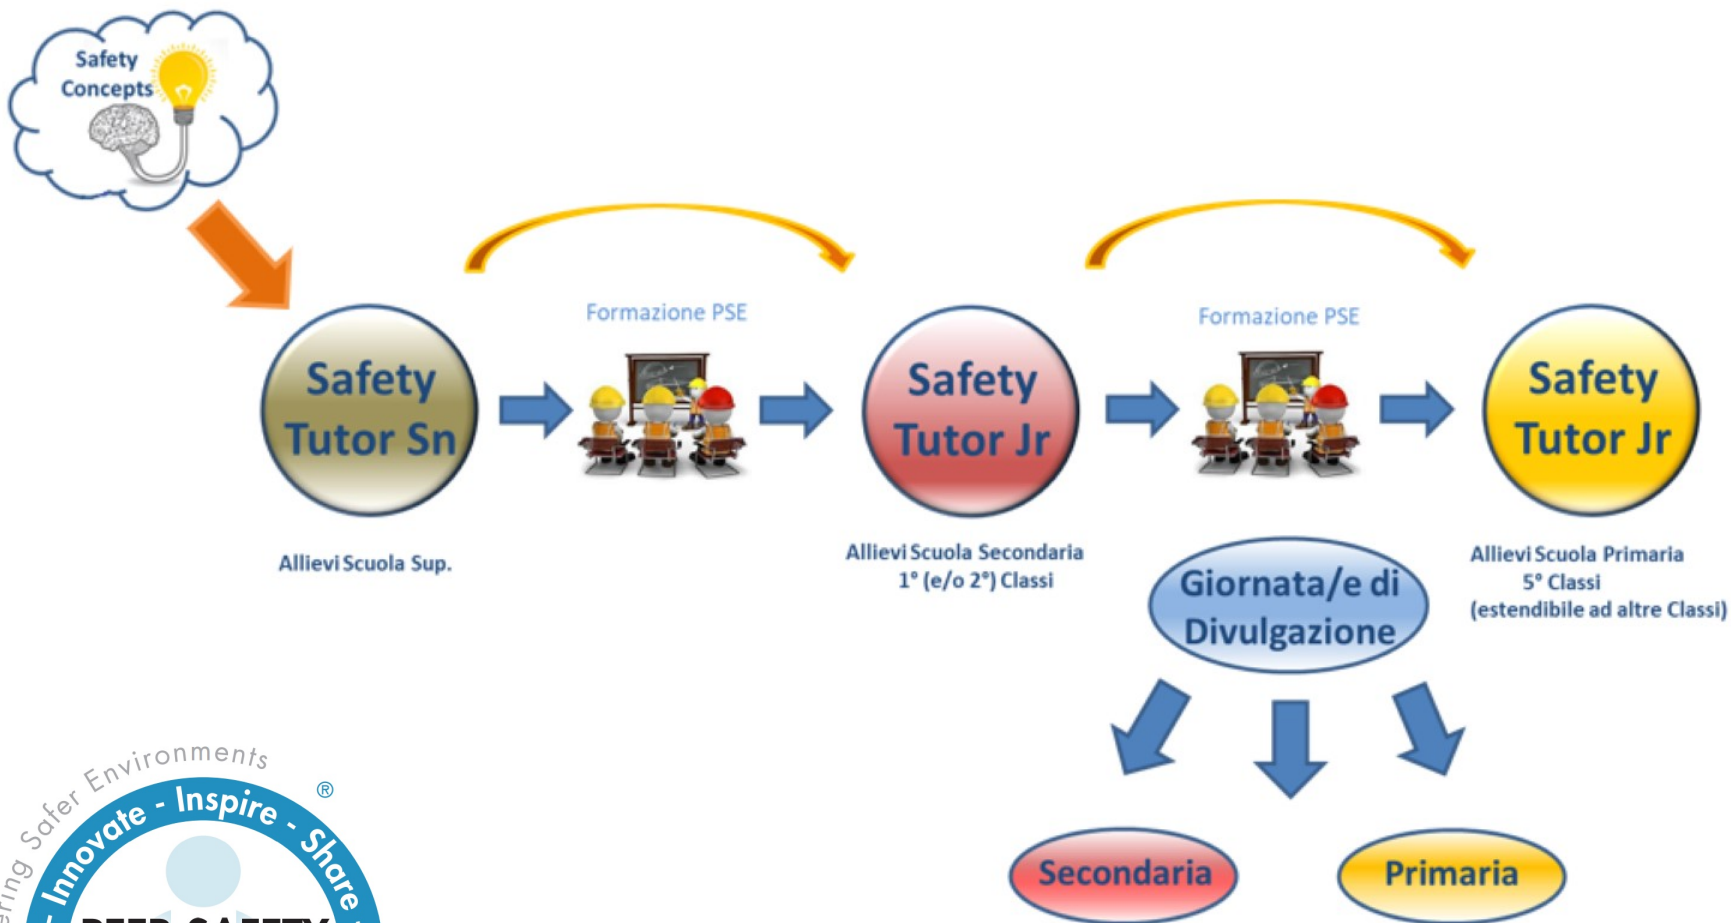 Safety
Concepts
Formazione PSE
Formazione PSE
Safety
Tutor Sn
Safety
Tutor Jr
Safety
Tutor Jr
Allievi Scuola Sup.
Allievi Scuola Secondaria
1° (e/o 2°) Classi
Allievi Scuola Primaria
5° Classi
(estendibile ad altre Classi)
Giornata/e di
Divulgazione
Secondaria
Primaria
Safer Environments
®
- Innovate - Inspire - Share -
PEER SAFETY